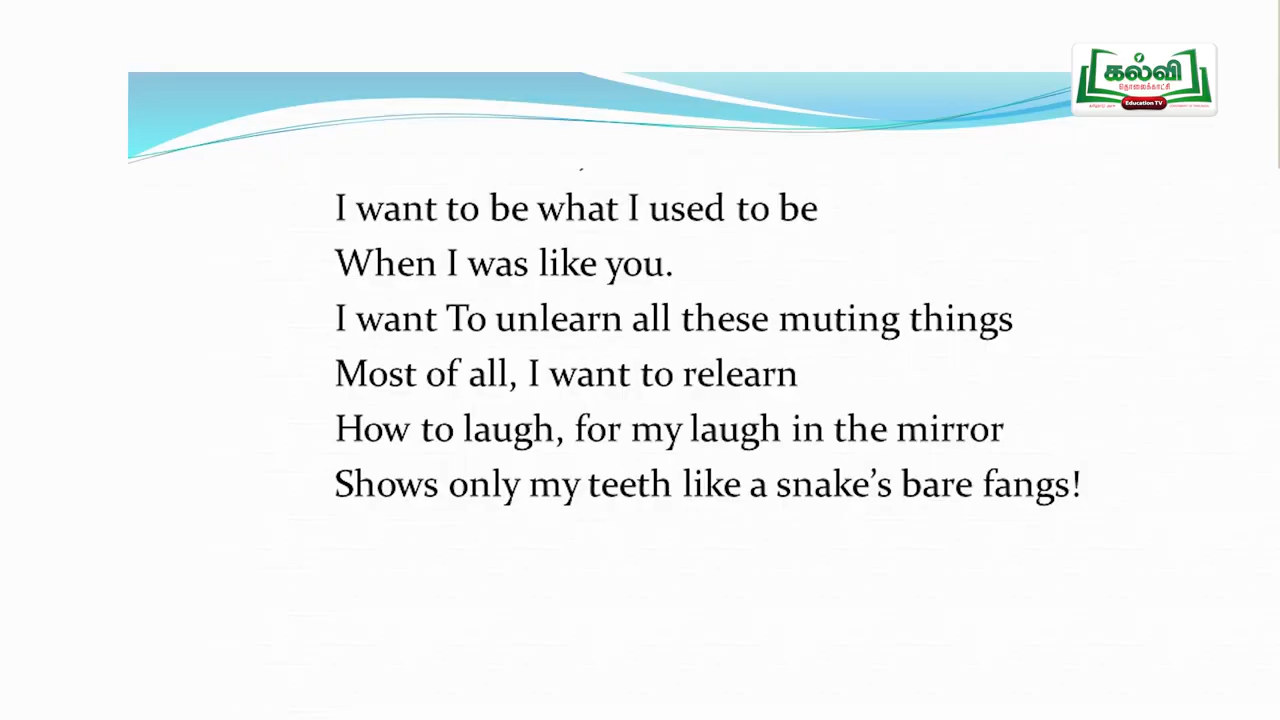 கல்வி
தொலைக்காட்சி
Education TV
I want to be what I used to be
When I was like you.
I want To unlearn all these muting things
Most of all, I want to relearn
How to laugh, for my laugh in the mirror
Shows only my teeth like a snake’s bare fangs!